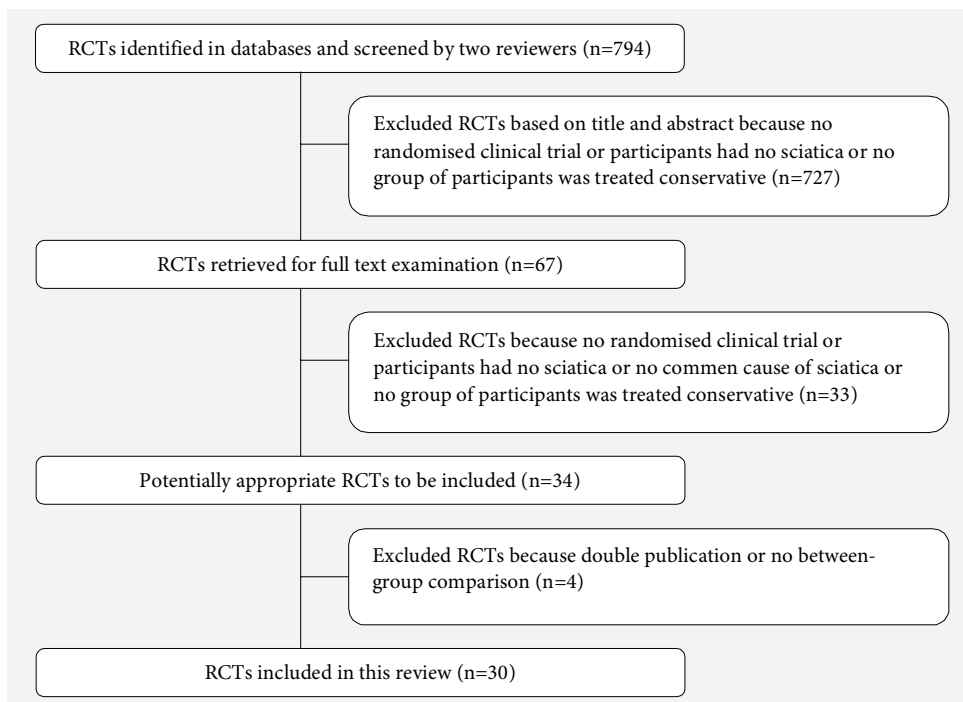 RCTs identified in databases and screened by two reviewers (n=794)
Excluded RCTs based on title and abstract because no
randomised clinical trial or participants had no sciatica or no
group of participants was treated conservative (n=727)
RCTs retrieved for full text examination (n=67)
Excluded RCTs because no randomised clinical trial or
participants had no sciatica or no commen cause of sciatica or
no group of participants was treated conservative (n=33)
Potentially appropriate RCTs to be included (n=34)
Excluded RCTs because double publication or no between-
group comparison (n=4)
RCTs included in this review (n=30)